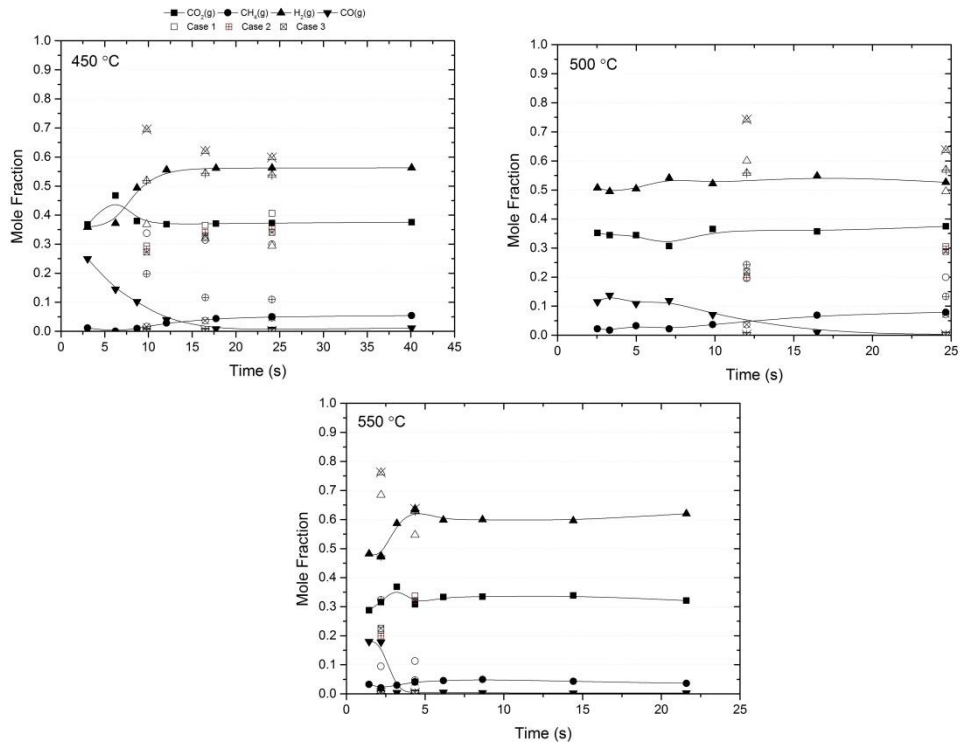 CO₂(g) CH₄(g) H₂(g) CO(g)
Case 1 Case 2 Case 3
450 °C
1.0
0.9
0.8
0.7
0.6
0.5
0.4
0.3
0.2
0.1
0.0
Mole Fraction
0 5 10 15 20 25 30 35 40 45
Time (s)
500 °C
1.0
0.9
0.8
0.7
0.6
0.5
0.4
0.3
0.2
0.1
0.0
Mole Fraction
0 5 10 15 20 25
Time (s)
550 °C
1.0
0.9
0.8
0.7
0.6
0.5
0.4
0.3
0.2
0.1
0.0
Mole Fraction
0 5 10 15 20 25
Time (s)